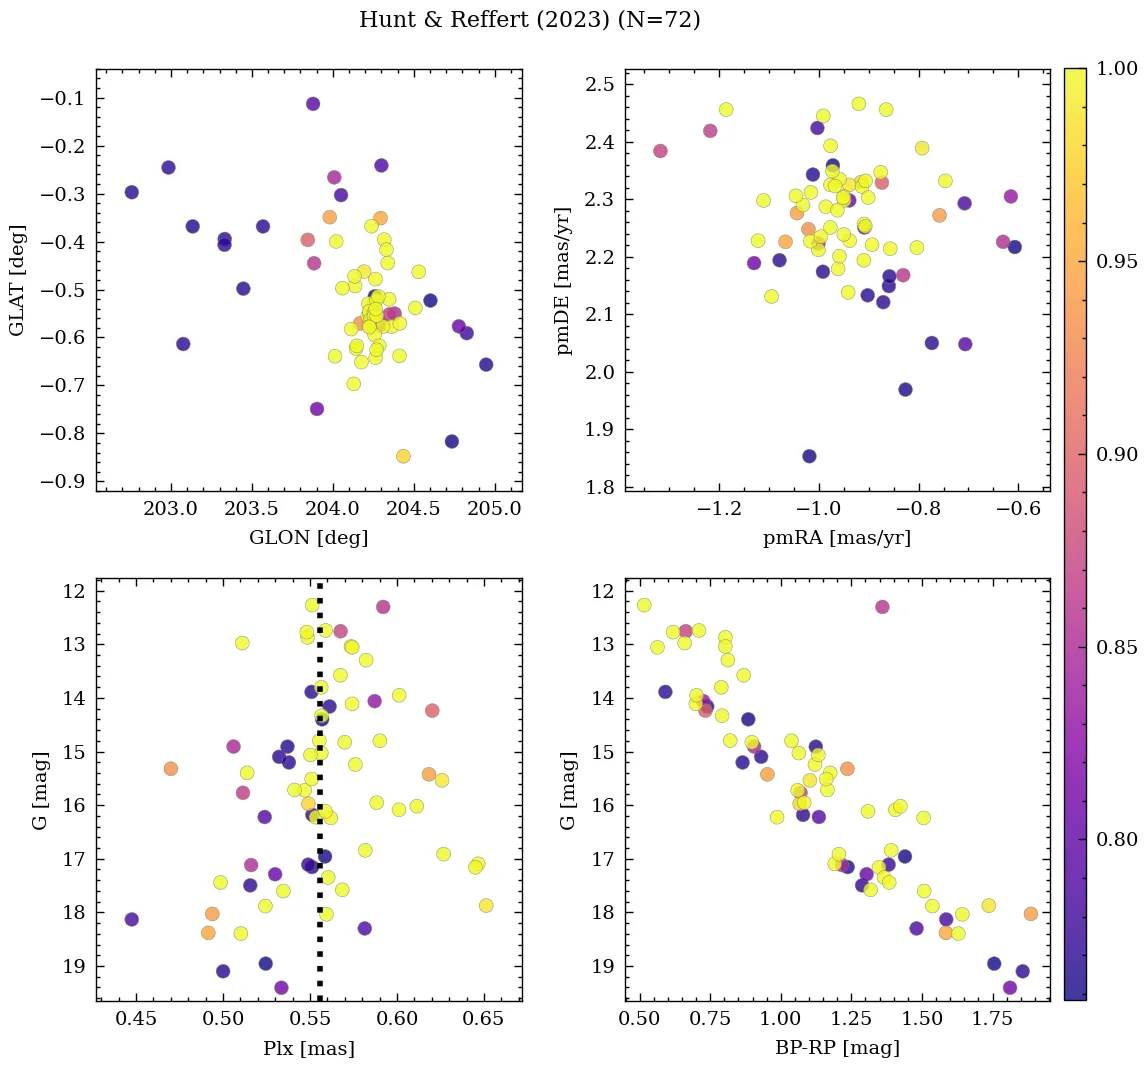 Hunt & Reffert (2023) (N=72)
−0.1
−0.2
−0.3
−0.4
−0.5
−0.6
−0.7
−0.8
−0.9
GLAT [deg]
203.0 203.5 204.0 204.5 205.0
GLON [deg]
2.5
2.4
2.3
2.2
2.1
2.0
1.9
1.8
pmDE [mas/yr]
−1.2 −1.0 −0.8 −0.6
pmRA [mas/yr]
12
13
14
15
16
17
18
19
G [mag]
0.45 0.50 0.55 0.60 0.65
Plx [mas]
12
13
14
15
16
17
18
19
G [mag]
0.50 0.75 1.00 1.25 1.50 1.75
BP-RP [mag]
1.00
0.95
0.90
0.85
0.80